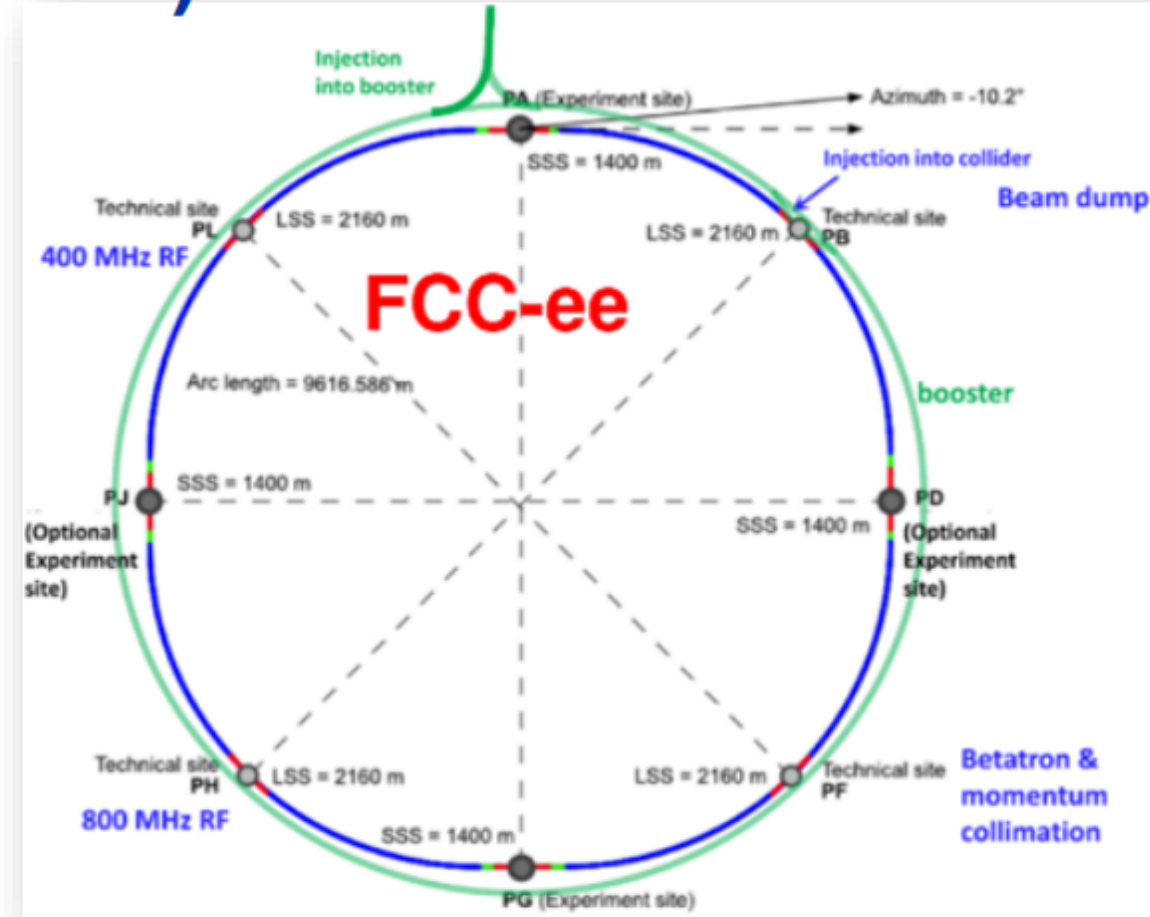 Injection
into booster
PA (Experiment site)
Azimuth = -10.2°
SSS = 1400 m
Injection into collider
Beam dump
Technical site
PL
LSS = 2160 m
400 MHz RF
LSS = 2160 m
Technical site
PB
FCC-ee
Arc length = 9616.586 m
booster
PJ
SSS = 1400 m
(Optional
Experiment
site)
SSS = 1400 m
PD
(Optional
Experiment
site)
Technical site
PH
LSS = 2160 m
800 MHz RF
LSS = 2160 m
Technical site
PF
Betatron &
momentum
collimation
SSS = 1400 m
PG (Experiment site)